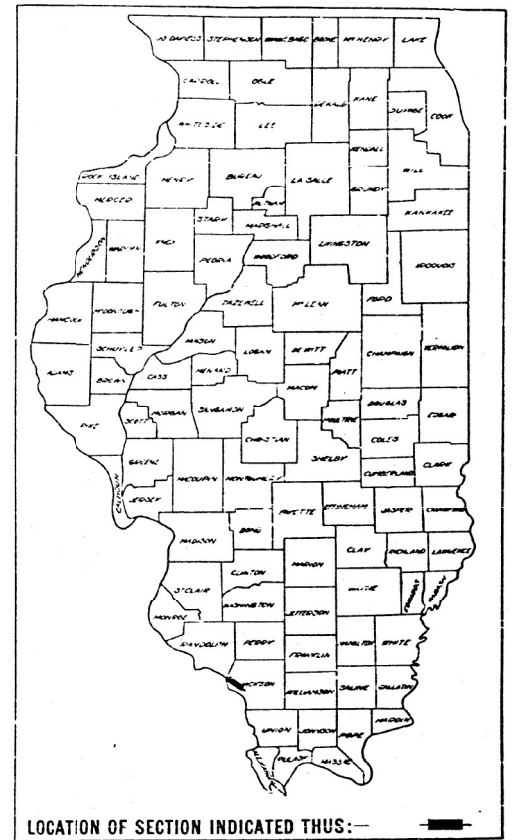 JO DAVIESS STEPHENSON WINNEBAGO BOONE McHENRY LAKE
CARROLL OGLE DEKALB KANE DUPAGE COOK
WHITESIDE LEE KENDALL WILL
ROCK ISLAND HENRY BUREAU LA SALLE GRUNDY
MERCER PUTNAM KANKAKEE
STARK MARSHALL
HENDERSON WARREN KNOX PEORIA WOODFORD LIVINGSTON IROQUOIS
HANCOCK McDONOUGH FULTON TAZEWELL McLEAN FORD
SCHUYLER MASON LOGAN DEWITT CHAMPAIGN VERMILION
ADAMS BROWN CASS MENARD PIATT
MACON
PIKE SCOTT MORGAN SANGAMON MOULTRIE DOUGLAS EDGAR
CHRISTIAN COLES
CALHOUN GREENE MACOUPIN MONTGOMERY SHELBY CUMBERLAND CLARK
JERSEY
FAYETTE EFFINGHAM JASPER CRAWFORD
MADISON BOND CLAY RICHLAND LAWRENCE
CLINTON MARION
ST CLAIR WAYNE EDWARDS WABASH
WASHINGTON JEFFERSON
MONROE
RANDOLPH PERRY HAMILTON WHITE
FRANKLIN
JACKSON WILLIAMSON SALINE GALLATIN
UNION JOHNSON POPE HARDIN
ALEXANDER PULASKI MASSAC
LOCATION OF SECTION INDICATED THUS:—